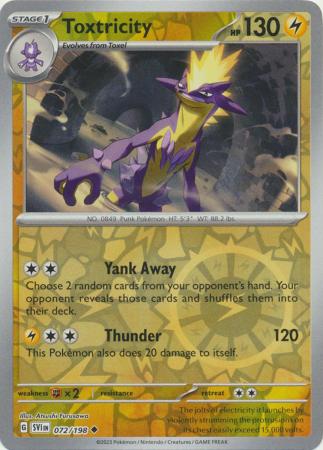 STAGE 1
Toxtricity
HP 130
Evolves from Toxel
NO. 0849 Punk Pokémon HT: 5'3" WT: 88.2 lbs.
Yank Away
Choose 2 random cards from your opponent's hand. Your
opponent reveals those cards and shuffles them into
their deck.
Thunder 120
This Pokémon also does 20 damage to itself.
weakness ×2 resistance retreat
Illus. Atsushi Furusawa
G SVI EN 072/198
The jolts of electricity it launches by
violently strumming the protrusions on
its chest easily exceed 15,000 volts.
©2023 Pokémon / Nintendo / Creatures / GAME FREAK